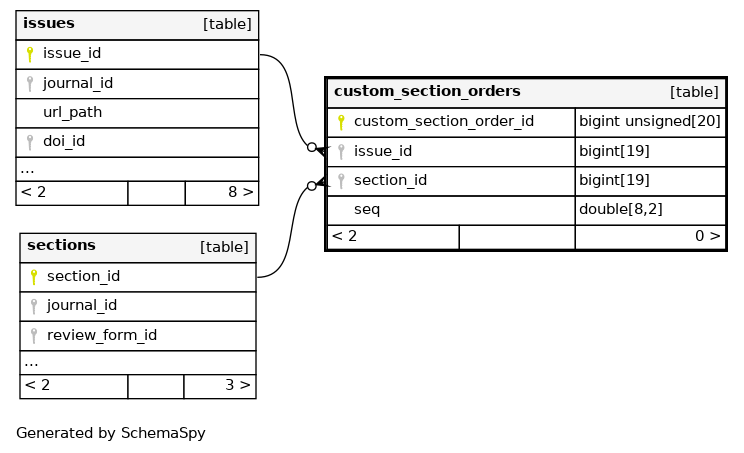 issues [table]
issue_id
journal_id
url_path
doi_id
...
< 2 8 >
custom_section_orders [table]
custom_section_order_id bigint unsigned[20]
issue_id bigint[19]
section_id bigint[19]
seq double[8,2]
< 2 0 >
sections [table]
section_id
journal_id
review_form_id
...
< 2 3 >
Generated by SchemaSpy